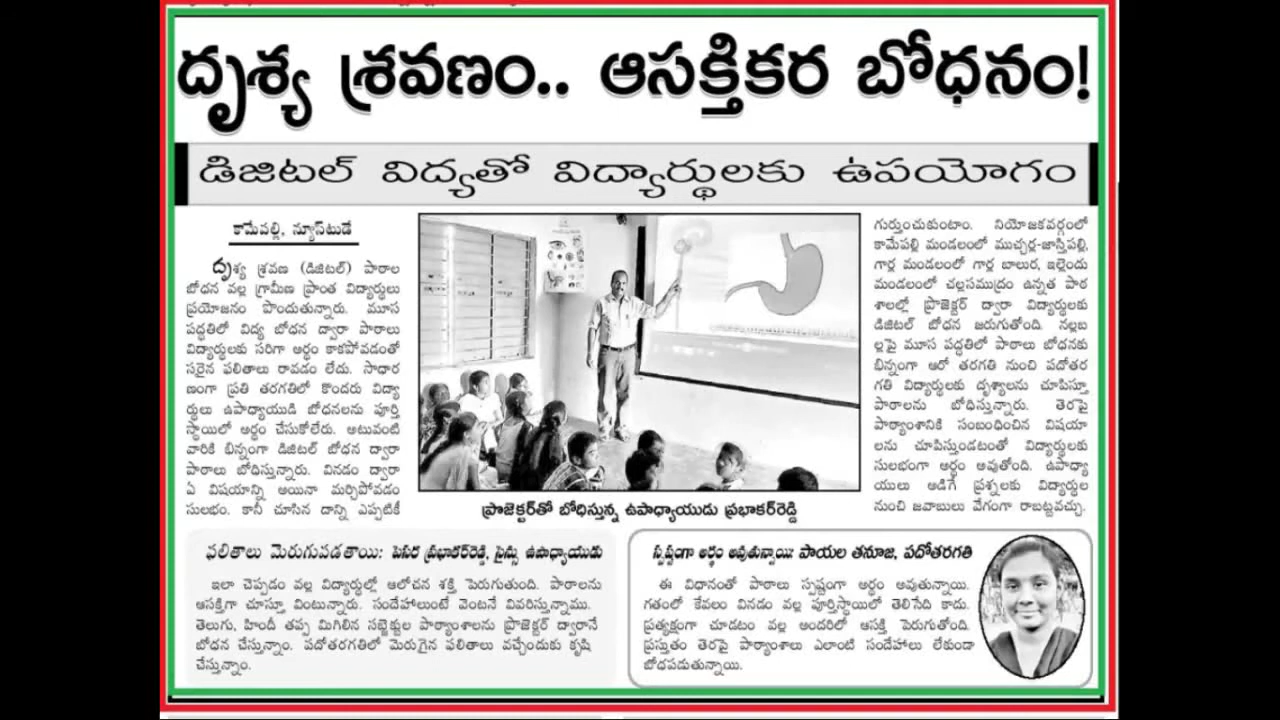 దృశ్య శ్రవణం.. ఆసక్తికర బోధనం!
డిజిటల్ విద్యతో విద్యార్థులకు ఉపయోగం
కామేపల్లి, న్యూస్‌టుడే
దృశ్య శ్రవణ (డిజిటల్) పాఠాల
బోధన వల్ల గ్రామీణ ప్రాంత విద్యార్థులు
ప్రయోజనం పొందుతున్నారు. మూస
పద్ధతిలో విద్య బోధన ద్వారా పాఠాలు
విద్యార్థులకు సరిగా అర్థం కాకపోవడంతో
సరైన ఫలితాలు రావడం లేదు. సాధార
ణంగా ప్రతి తరగతిలో కొందరు విద్యా
ర్థులు ఉపాధ్యాయుడి బోధనలను పూర్తి
స్థాయిలో అర్థం చేసుకోలేరు. అటువంటి
వారికి భిన్నంగా డిజిటల్ బోధన ద్వారా
పాఠాలు బోధిస్తున్నారు. వినడం ద్వారా
ఏ విషయాన్ని అయినా మర్చిపోవడం
సులభం. కానీ చూసిన దాన్ని ఎప్పటికీ
ప్రొజెక్టర్‌తో బోధిస్తున్న ఉపాధ్యాయుడు ప్రభాకర్‌రెడ్డి
గుర్తుంచుకుంటాం. నియోజకవర్గంలో
కామేపల్లి మండలంలో ముచ్చర్ల-జాస్తిపల్లి,
గార్ల మండలంలో గార్ల బాలుర, ఇల్లెందు
మండలంలో చల్లసముద్రం ఉన్నత పాఠ
శాలల్లో ప్రొజెక్టర్ ద్వారా విద్యార్థులకు
డిజిటల్ బోధన జరుగుతోంది. నల్లబ
ల్లపై మూస పద్ధతిలో పాఠాలు బోధనకు
భిన్నంగా ఆరో తరగతి నుంచి పదోతర
గతి విద్యార్థులకు దృశ్యాలను చూపిస్తూ
పాఠాలను బోధిస్తున్నారు. తెరపై
పాఠ్యాంశానికి సంబంధించిన విషయా
లను చూపిస్తుండటంతో విద్యార్థులకు
సులభంగా అర్థం అవుతోంది. ఉపాధ్యా
యులు అడిగే ప్రశ్నలకు విద్యార్థుల
నుంచి జవాబులు వేగంగా రాబట్టవచ్చు.
ఫలితాలు మెరుగుపడతాయి: పెసర ప్రభాకర్‌రెడ్డి, సైన్సు ఉపాధ్యాయుడు
ఇలా చెప్పడం వల్ల విద్యార్థుల్లో ఆలోచన శక్తి పెరుగుతుంది. పాఠాలను
ఆసక్తిగా చూస్తూ వింటున్నారు. సందేహాలుంటే వెంటనే వివరిస్తున్నాము.
తెలుగు, హిందీ తప్ప మిగిలిన సబ్జెక్టుల పాఠ్యాంశాలను ప్రొజెక్టర్ ద్వారానే
బోధన చేస్తున్నాం. పదోతరగతిలో మెరుగైన ఫలితాలు వచ్చేందుకు కృషి
చేస్తున్నాం.
స్పష్టంగా అర్థం అవుతున్నాయి: పాయల తనూజ, పదోతరగతి
ఈ విధానంతో పాఠాలు స్పష్టంగా అర్థం అవుతున్నాయి.
గతంలో కేవలం వినడం వల్ల పూర్తిస్థాయిలో తెలిసేది కాదు.
ప్రత్యక్షంగా చూడటం వల్ల అందరిలో ఆసక్తి పెరుగుతోంది.
ప్రస్తుతం తెరపై పాఠ్యాంశాలు ఎలాంటి సందేహాలు లేకుండా
బోధపడుతున్నాయి.